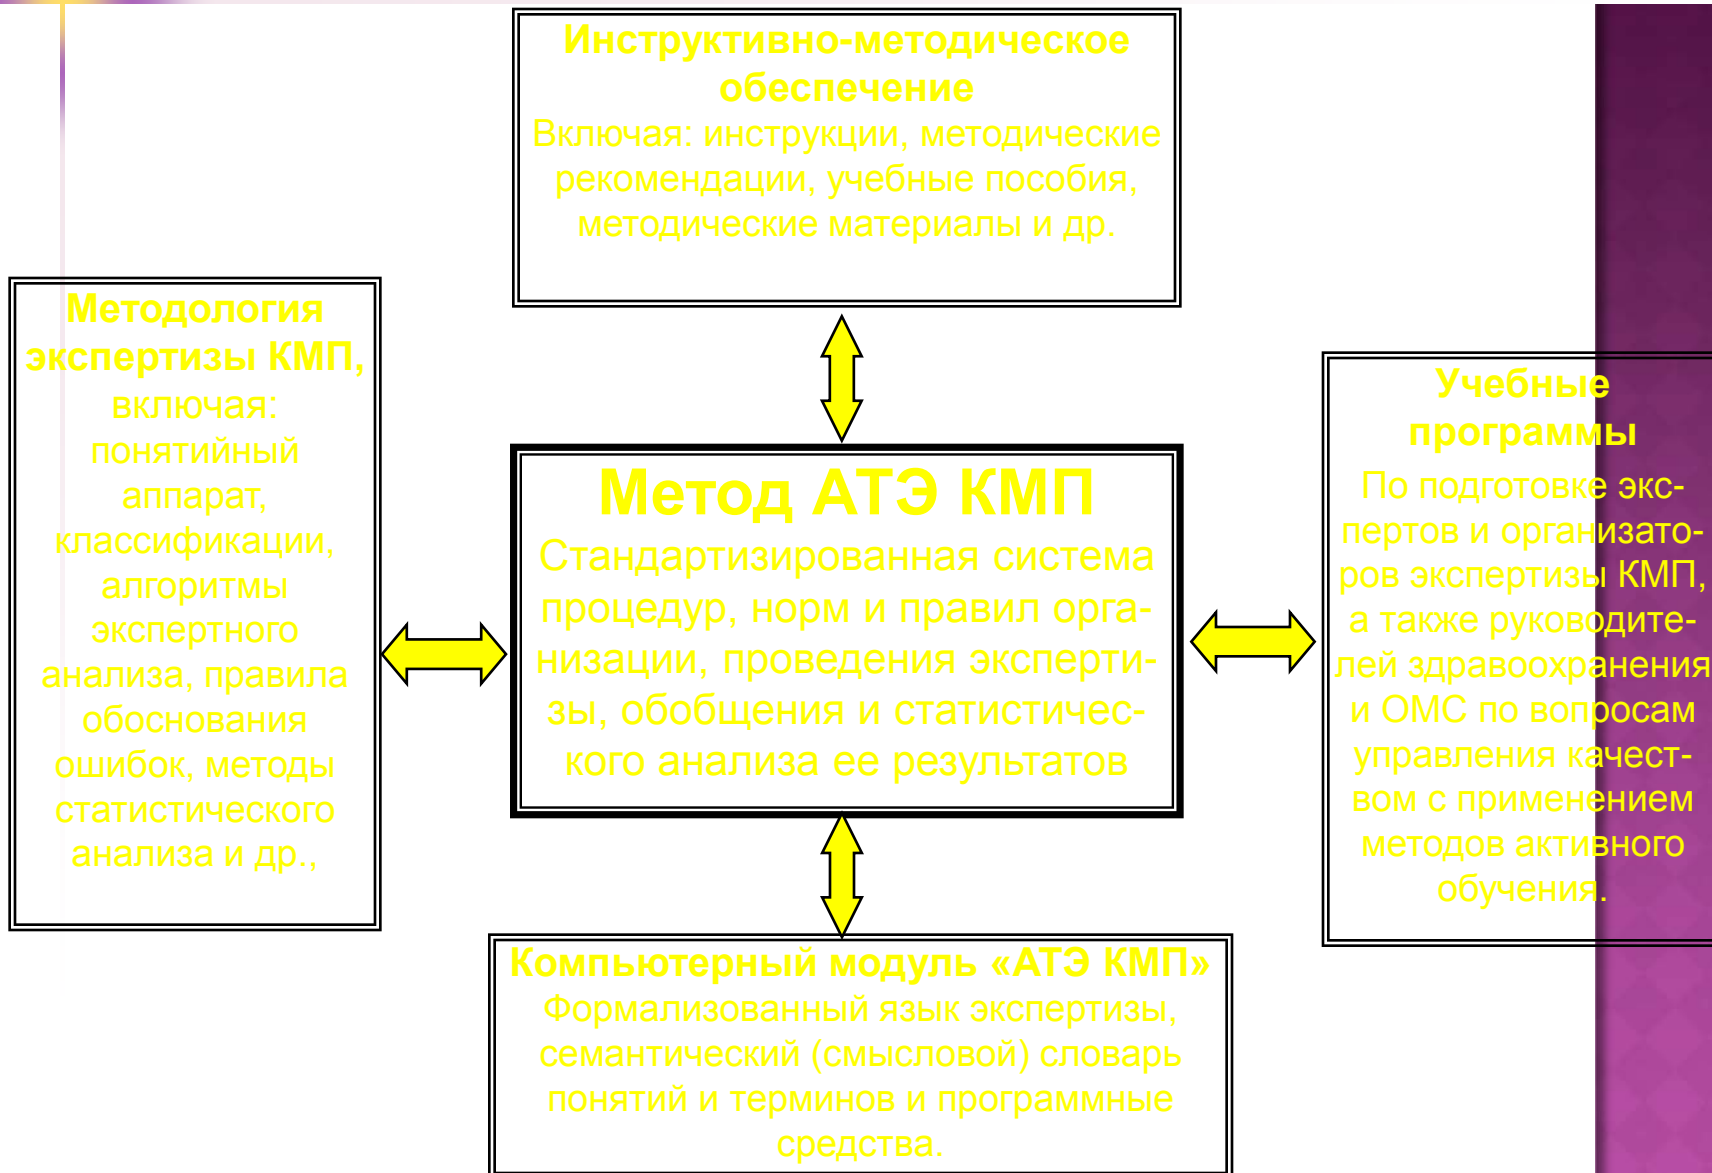 Инструктивно-методическое
обеспечение
Включая: инструкции, методические
рекомендации, учебные пособия,
методические материалы и др.
Методология
экспертизы КМП,
включая:
понятийный
аппарат,
классификации,
алгоритмы
экспертного
анализа, правила
обоснования
ошибок, методы
статистического
анализа и др.,
Метод АТЭ КМП
Стандартизированная система
процедур, норм и правил орга-
низации, проведения эксперти-
зы, обобщения и статистичес-
кого анализа ее результатов
Учебные
программы
По подготовке экс-
пертов и организато-
ров экспертизы КМП,
а также руководите-
лей здравоохранения
и ОМС по вопросам
управления качест-
вом с применением
методов активного
обучения.
Компьютерный модуль «АТЭ КМП»
Формализованный язык экспертизы,
семантический (смысловой) словарь
понятий и терминов и программные
средства.